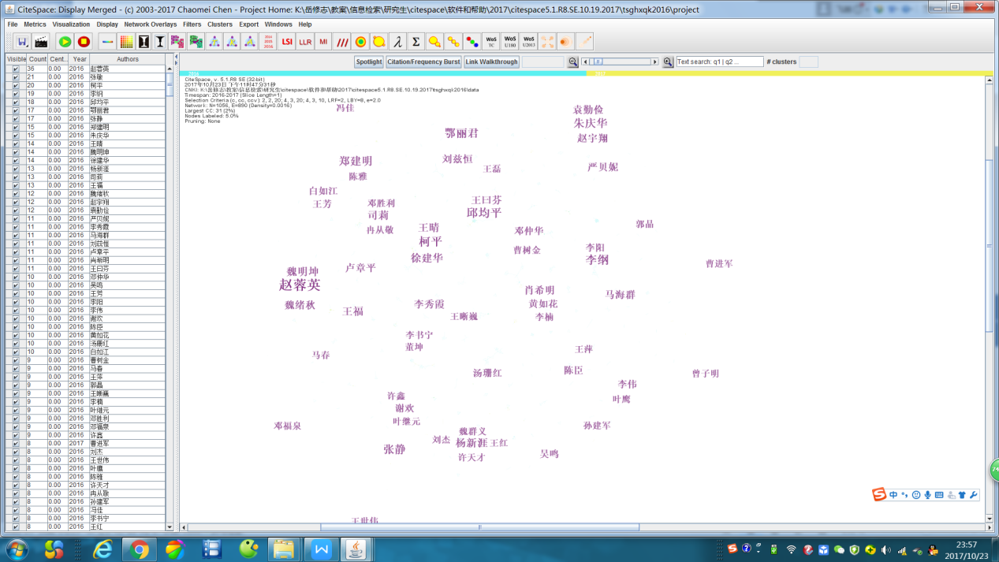 CiteSpace: Display Merged - (c) 2003-2017 Chaomei Chen - Project Home: K:\岳修志\教案\信息检索\研究生\citespace\软件和帮助\2017\citespace5.1.R8.SE.10.19.2017\tsghxqk2016\project
File Metrics Visualization Display Network Overlays Filters Clusters Export Windows Help
2014 2015 2016 LSI LLR MI λ Σ WoS TC WoS U180 WoS U2013
Spotlight Citation/Frequency Burst Link Walkthrough Text search: q1 | q2 ... # clusters
Visible Count Cent... Year Authors
36 0.00 2016 赵蓉英
21 0.00 2016 张敏
20 0.00 2016 柯平
19 0.00 2016 李纲
18 0.00 2016 邱均平
17 0.00 2016 鄂丽君
17 0.00 2016 张静
15 0.00 2016 郑建明
15 0.00 2016 朱庆华
14 0.00 2016 王晴
14 0.00 2016 魏明坤
14 0.00 2016 徐建华
13 0.00 2016 杨新涯
13 0.00 2016 司莉
13 0.00 2016 王福
12 0.00 2016 魏绪秋
12 0.00 2016 赵宇翔
12 0.00 2016 袁勤俭
11 0.00 2016 严贝妮
11 0.00 2016 李秀霞
11 0.00 2016 马海群
11 0.00 2016 刘兹恒
11 0.00 2016 卢章平
11 0.00 2016 肖希明
11 0.00 2016 王曰芬
10 0.00 2016 邓仲华
10 0.00 2016 吴鸣
10 0.00 2016 王芳
10 0.00 2016 李阳
10 0.00 2016 李伟
10 0.00 2016 谢欢
10 0.00 2016 陈臣
10 0.00 2016 黄如花
10 0.00 2016 汤珊红
10 0.00 2016 白如江
9 0.00 2016 曹树金
9 0.00 2016 马春
9 0.00 2016 王萍
9 0.00 2016 郭晶
9 0.00 2016 王晰巍
9 0.00 2016 李楠
9 0.00 2016 叶继元
9 0.00 2016 邓胜利
9 0.00 2016 邓福泉
9 0.00 2016 许鑫
8 0.00 2017 曹进军
8 0.00 2016 刘杰
8 0.00 2016 王世伟
8 0.00 2016 叶鹰
8 0.00 2016 陈雅
8 0.00 2016 许天才
8 0.00 2016 冉从敬
8 0.00 2016 孙建军
8 0.00 2016 冯佳
8 0.00 2016 李书宁
8 0.00 2016 王红
2016 2017
CiteSpace, v. 5.1.R8 SE (32-bit)
2017年10月23日 下午11时47分31秒
CNKI: K:\岳修志\教案\信息检索\研究生\citespace\软件和帮助\2017\citespace5.1.R8.SE.10.19.2017\tsghxqk2016\data
Timespan: 2016-2017 (Slice Length=1)
Selection Criteria (c, cc, ccv): 2, 2, 20; 4, 3, 20; 4, 3, 10, LRF=2, LBY=8, e=2.0
Network: N=1056, E=890 (Density=0.0016)
Largest CC: 31 (2%)
Nodes Labeled: 5.0%
Pruning: None
冯佳
袁勤俭
朱庆华
鄂丽君
赵宇翔
郑建明
刘兹恒
王磊
严贝妮
陈雅
白如江
王芳
邓胜利
王曰芬
司莉
邱均平
冉从敬
王晴
邓仲华
郭晶
柯平
曹树金
李阳
徐建华
李纲
曹进军
卢章平
魏明坤
赵蓉英
肖希明
马海群
魏绪秋
李秀霞
黄如花
王福
王晰巍
李楠
李书宁
董坤
王萍
马春
汤珊红
陈臣
曾子明
李伟
许鑫
叶鹰
谢欢
叶继元
邓福泉
孙建军
魏群义
刘杰
杨新涯
王红
张静
许天才
吴鸣
王世伟
中
74
23:57
2017/10/23